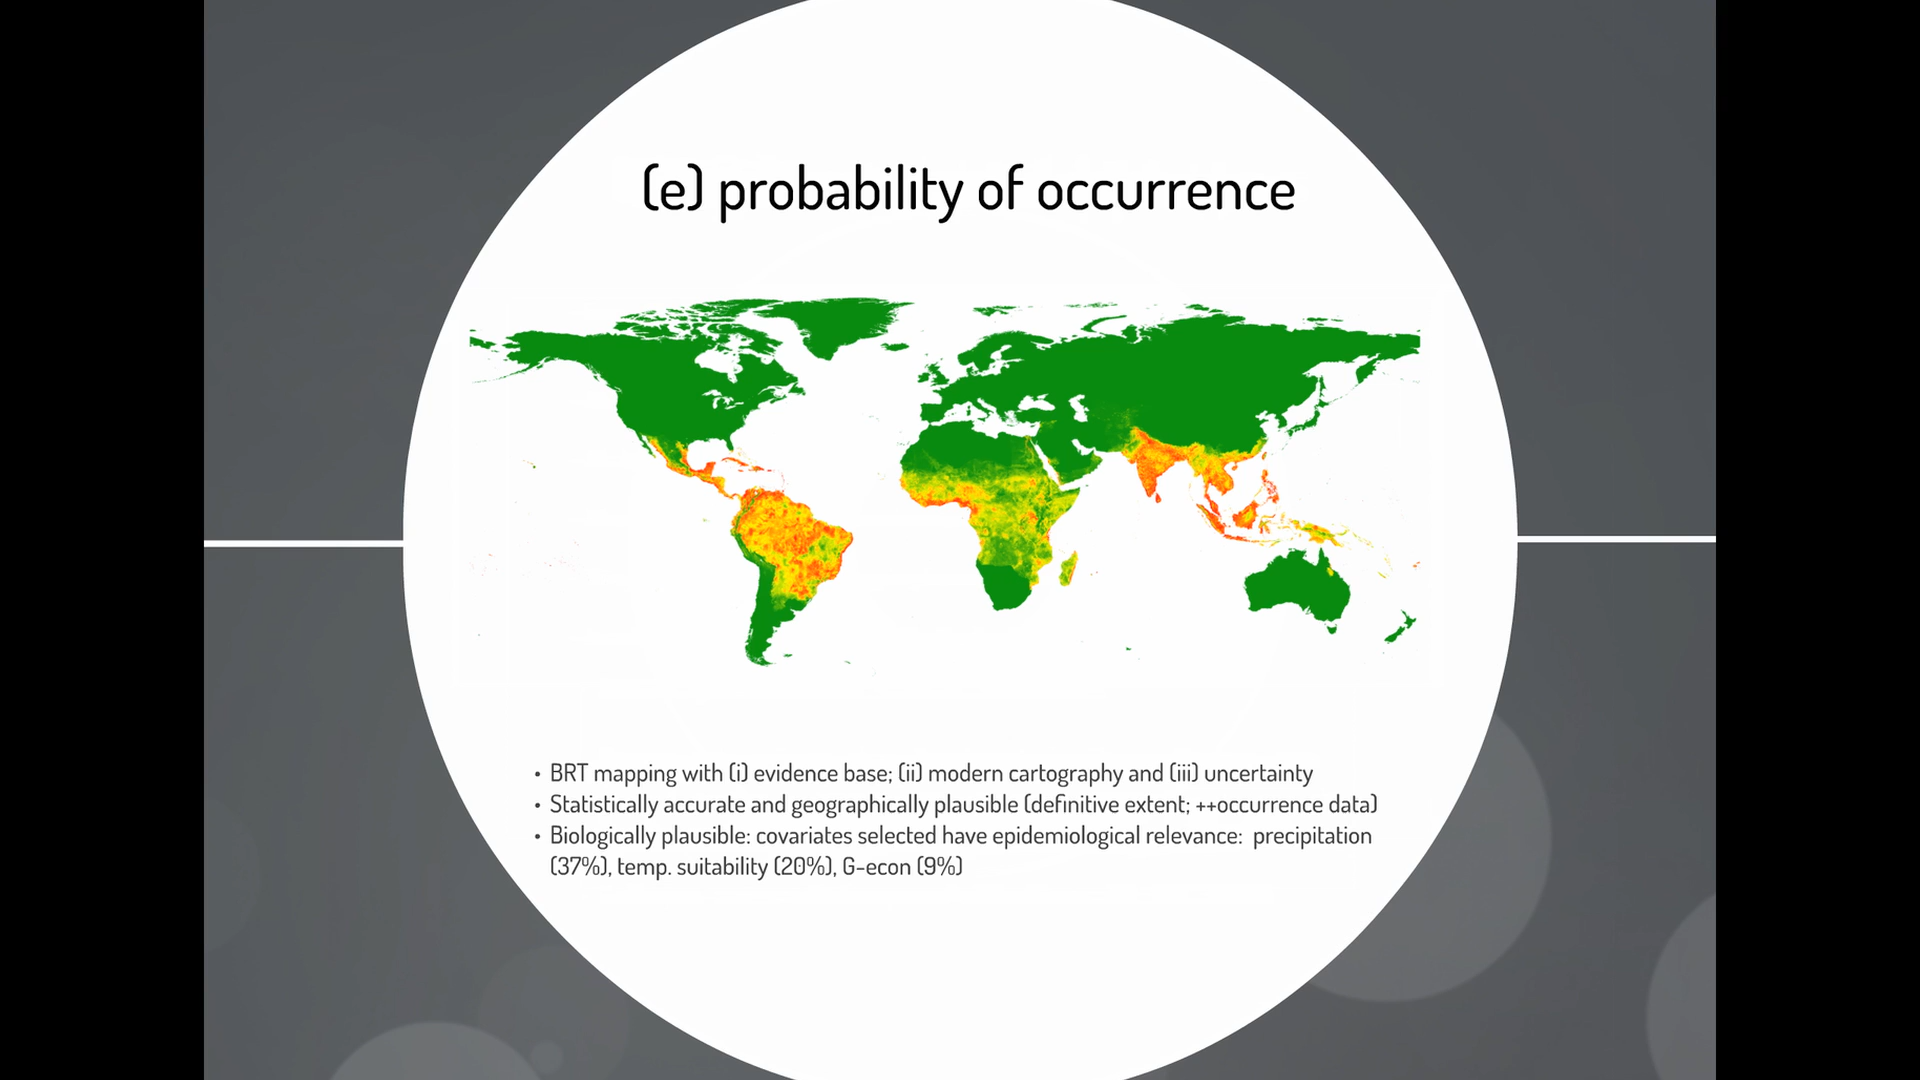 (e) probability of occurrence
• BRT mapping with (i) evidence base; (ii) modern cartography and (iii) uncertainty
• Statistically accurate and geographically plausible (definitive extent; ++occurrence data)
• Biologically plausible: covariates selected have epidemiological relevance: precipitation
(37%), temp. suitability (20%), G-econ (9%)